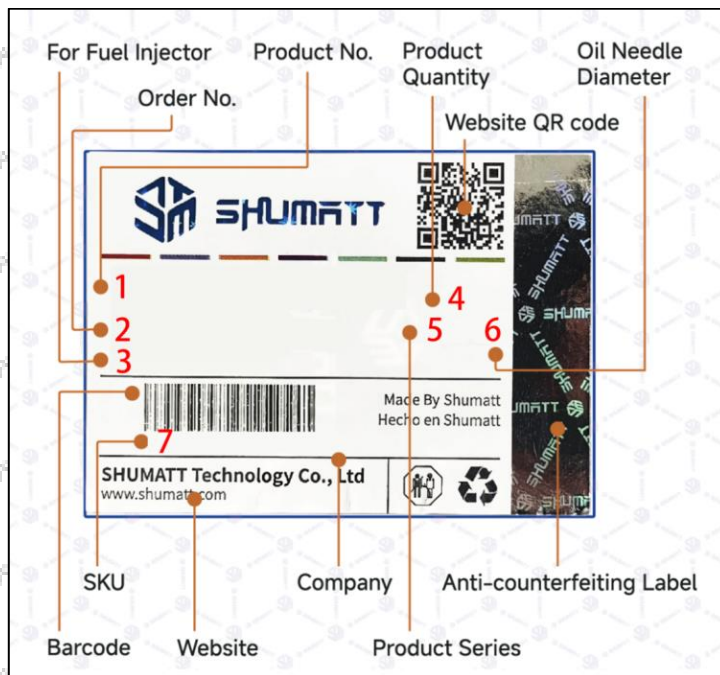 For Fuel Injector
Product No.
Product Quantity
Oil Needle Diameter
Order No.
Website QR code
SHUMATT
1
2
3
4
5
6
Made By Shumatt
Hecho en Shumatt
7
SHUMATT Technology Co., Ltd
www.shumatt.com
SHUMATT
SHUMATT
SKU
Company
Anti-counterfeiting Label
Barcode
Website
Product Series